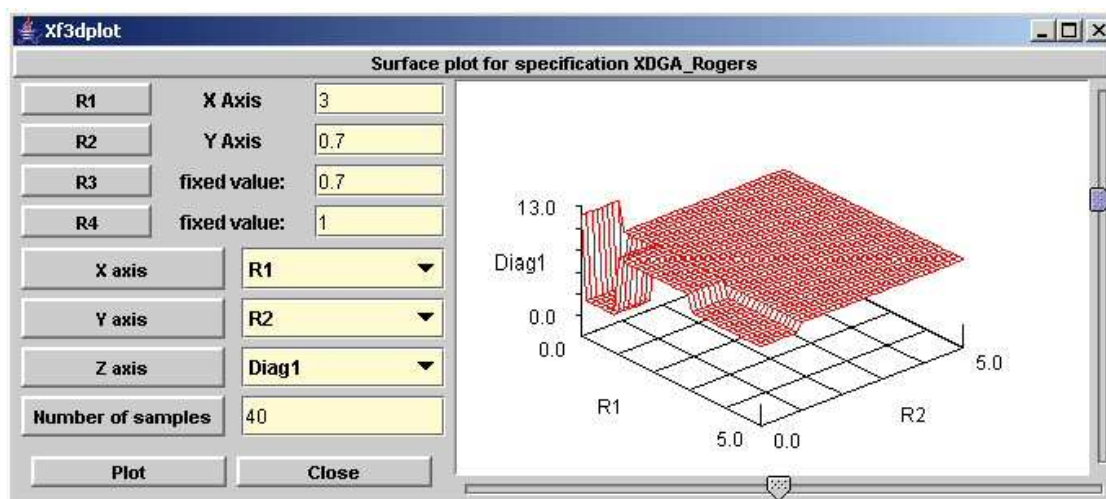 Xf3dplot
Surface plot for specification XDGA_Rogers
R1 X Axis 3
R2 Y Axis 0.7
R3 fixed value: 0.7
R4 fixed value: 1
X axis R1
Y axis R2
Z axis Diag1
Number of samples 40
Plot Close
13.0
Diag1
0.0
0.0
5.0
R1
R2
5.0 0.0